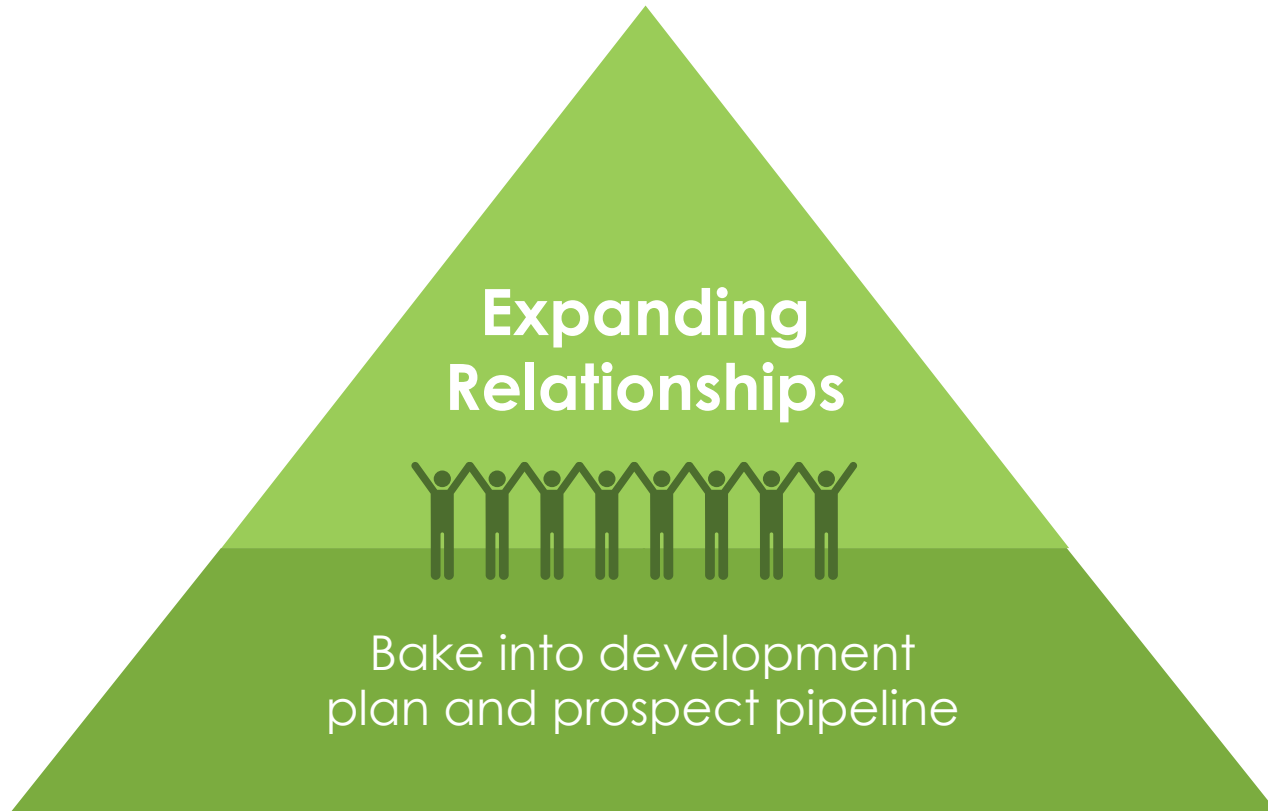 Expanding
Relationships
Bake into development
plan and prospect pipeline